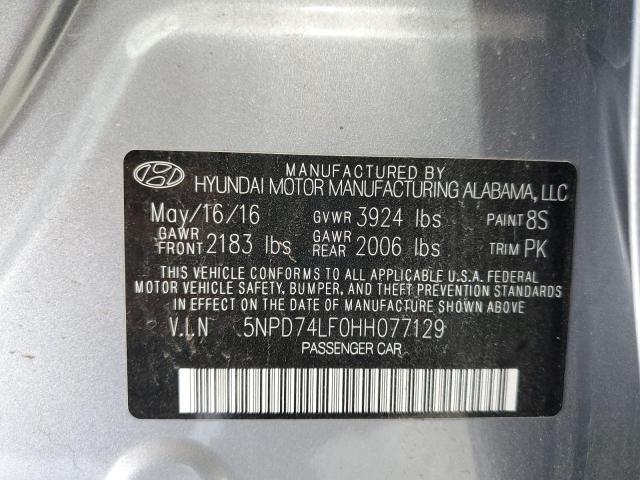 MANUFACTURED BY
HYUNDAI MOTOR MANUFACTURING ALABAMA, LLC
May/16/16 GVWR 3924 lbs PAINT 8S
GAWR FRONT 2183 lbs GAWR REAR 2006 lbs TRIM PK
THIS VEHICLE CONFORMS TO ALL APPLICABLE U.S.A. FEDERAL
MOTOR VEHICLE SAFETY, BUMPER, AND THEFT PREVENTION STANDARDS
IN EFFECT ON THE DATE OF MANUFACTURE SHOWN ABOVE.
V.I.N 5NPD74LF0HH077129
PASSENGER CAR